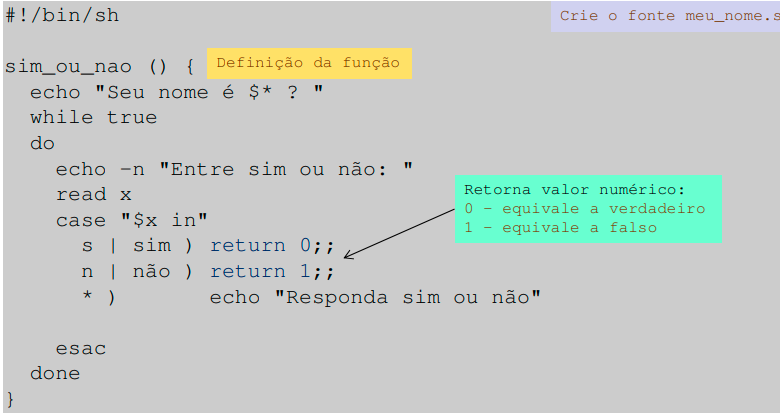 #!/bin/sh
Crie o fonte meu_nome.s
sim_ou_nao () {
Definição da função
echo "Seu nome é $* ? "
while true
do
echo -n "Entre sim ou não: "
read x
case "$x in"
s | sim ) return 0;;
n | não ) return 1;;
* ) echo "Responda sim ou não"
Retorna valor numérico:
0 - equivale a verdadeiro
1 - equivale a falso
esac
done
}